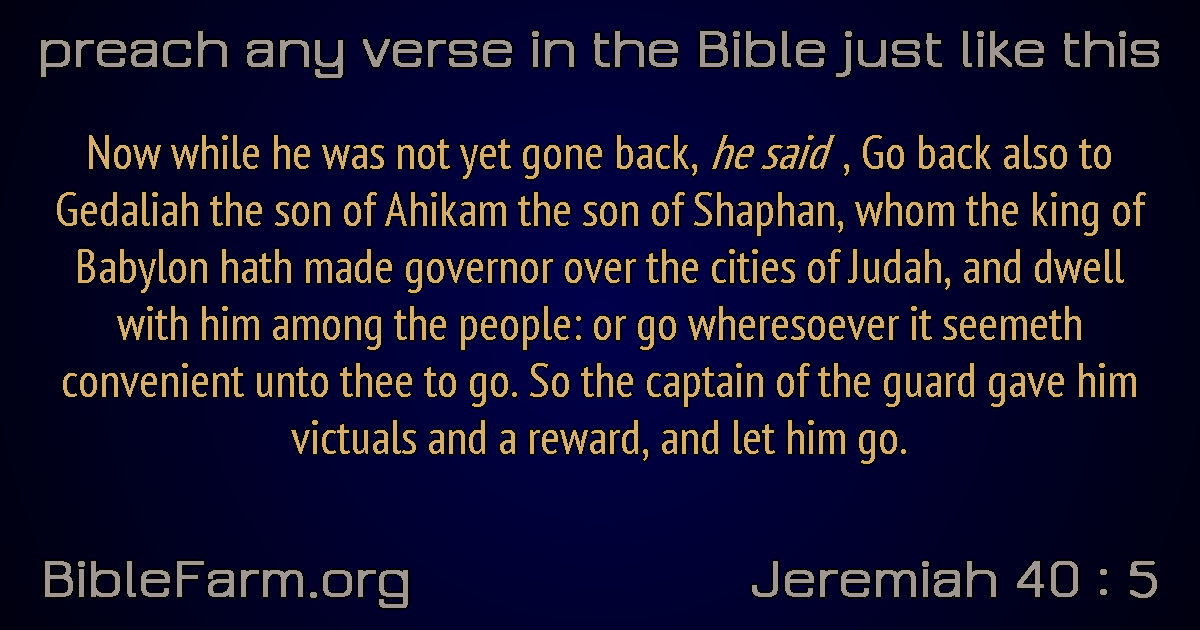 preach any verse in the Bible just like this
Now while he was not yet gone back, he said , Go back also to
Gedaliah the son of Ahikam the son of Shaphan, whom the king of
Babylon hath made governor over the cities of Judah, and dwell
with him among the people: or go wheresoever it seemeth
convenient unto thee to go. So the captain of the guard gave him
victuals and a reward, and let him go.
BibleFarm.org
Jeremiah 40 : 5